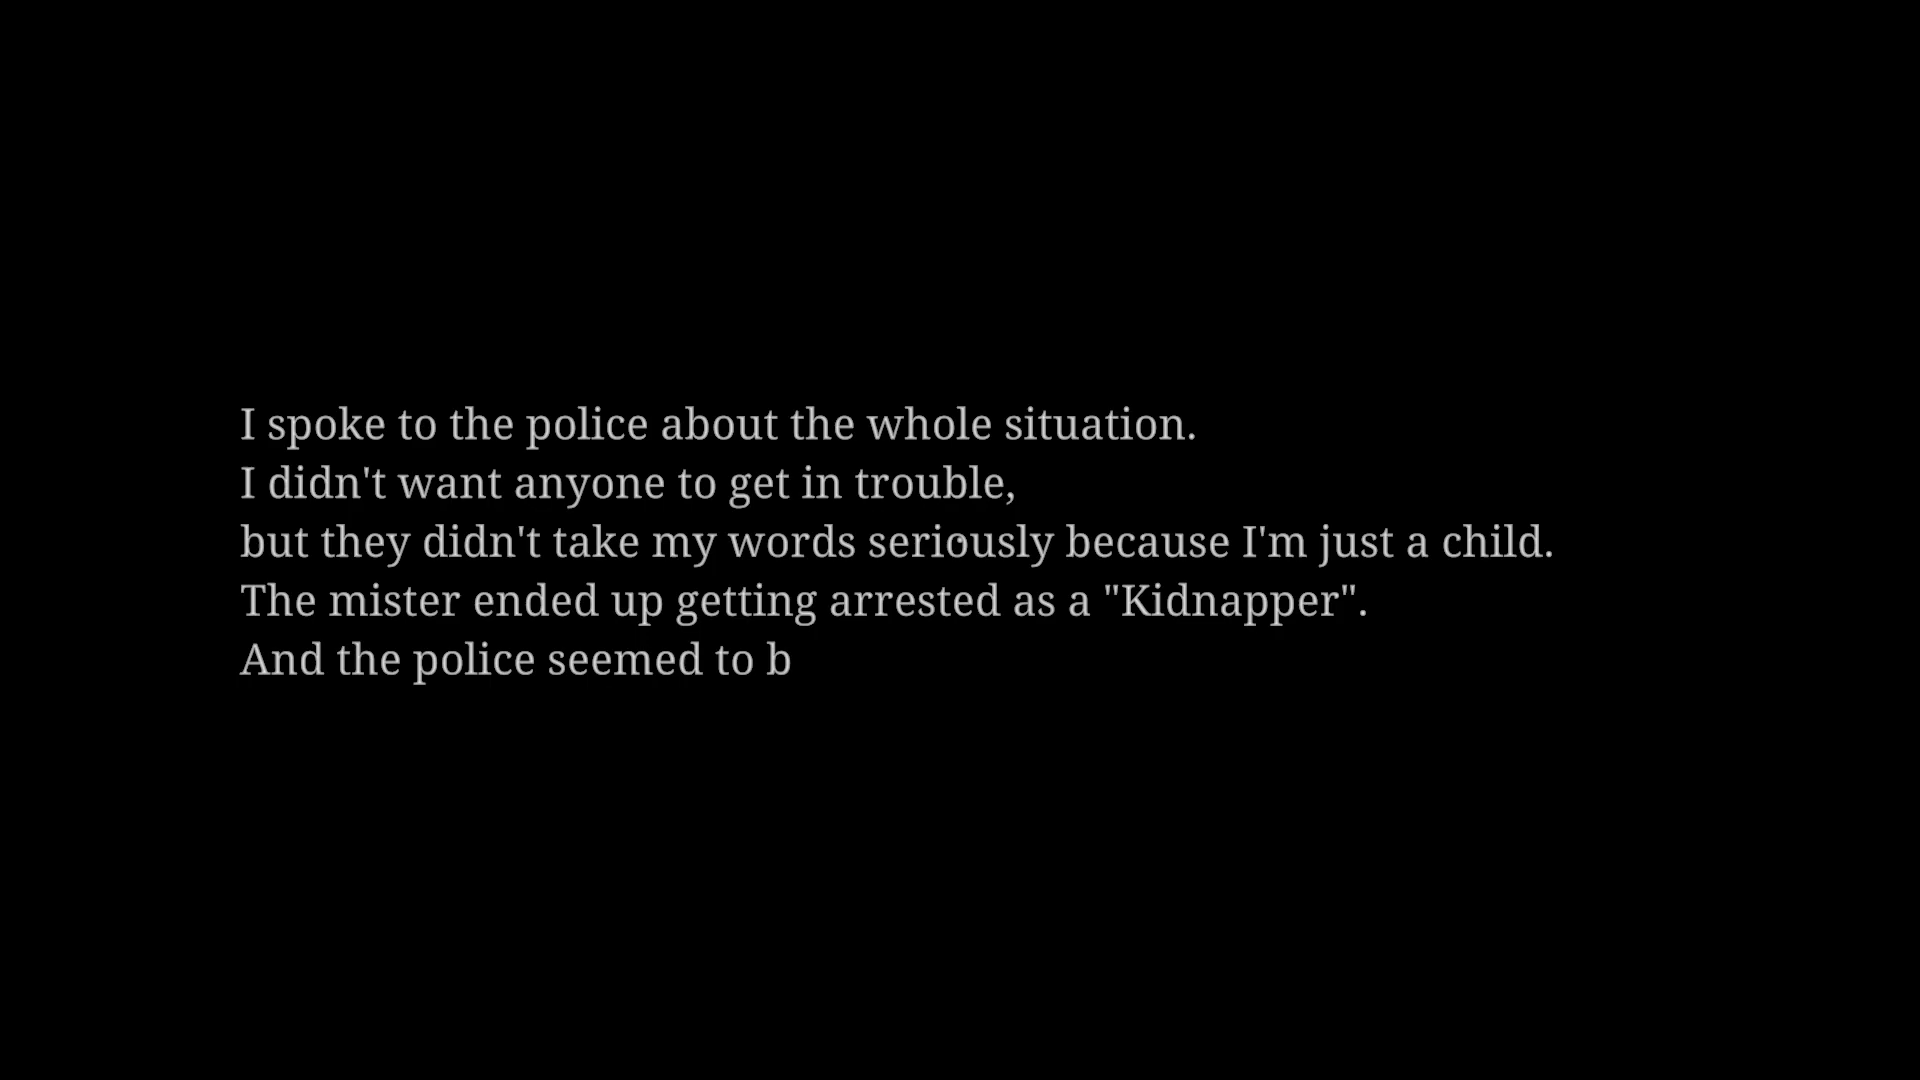 I spoke to the police about the whole situation.
I didn't want anyone to get in trouble,
but they didn't take my words seriously because I'm just a child.
The mister ended up getting arrested as a "Kidnapper".
And the police seemed to b